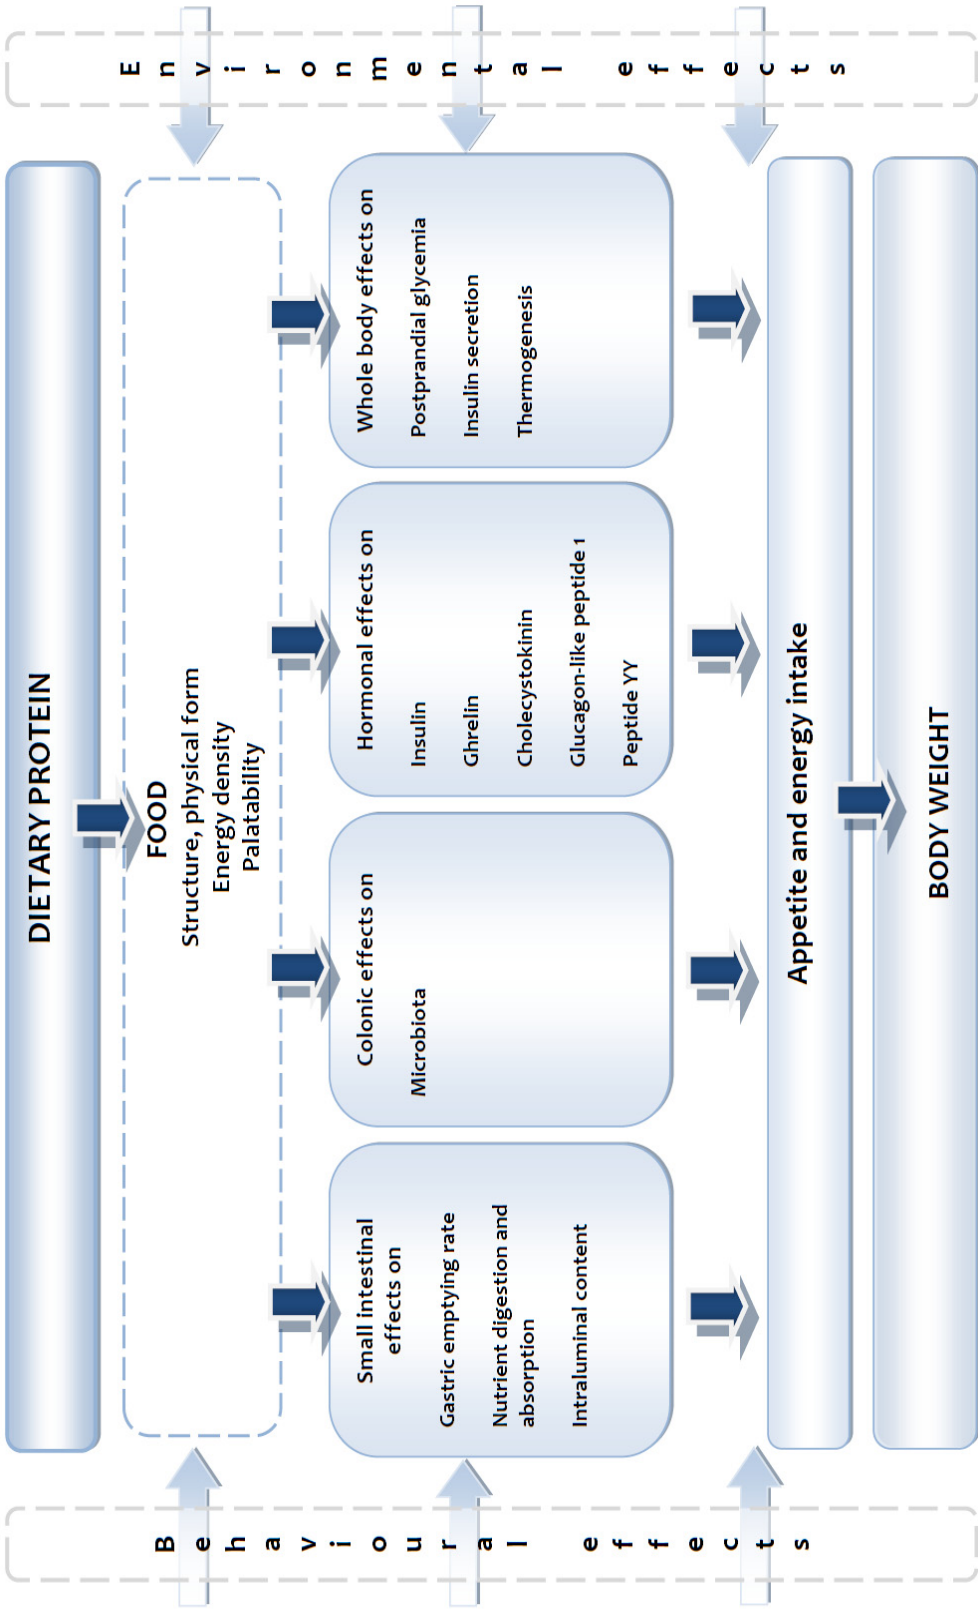 DIETARY PROTEIN
FOOD
Structure, physical form
Energy density
Palatability
Small intestinal
effects on
Gastric emptying rate
Nutrient digestion and
absorption
Intraluminal content
Colonic effects on
Microbiota
Hormonal effects on
Insulin
Ghrelin
Cholecystokinin
Glucagon-like peptide 1
Peptide YY
Whole body effects on
Postprandial glycemia
Insulin secretion
Thermogenesis
Appetite and energy intake
BODY WEIGHT
Behavioural effects
Environmental effects